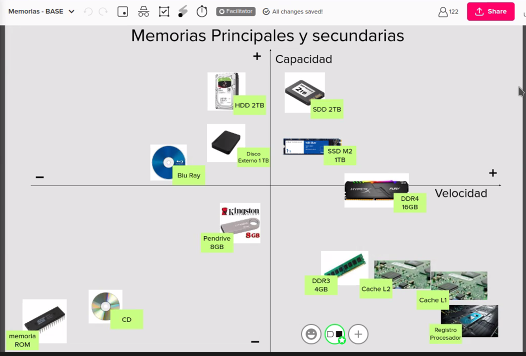 Memorias - BASE
Facilitator
All changes saved!
122
Share
Memorias Principales y secundarias
+
Capacidad
HDD 2TB
2TB
SDD 2TB
Disco
Externo 1 TB
SSD M2
1TB
Blu Ray
−
+
Velocidad
DDR4
16GB
Kingston
8GB
Pendrive
8GB
DDR3
4GB
Cache L2
Cache L1
CD
Registro
Procesador
memoria
ROM
−